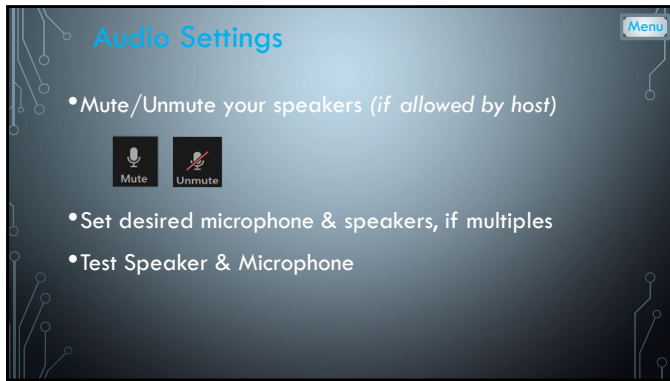 Audio Settings
Menu
•Mute/Unmute your speakers (if allowed by host)
Mute Unmute
•Set desired microphone & speakers, if multiples
•Test Speaker & Microphone